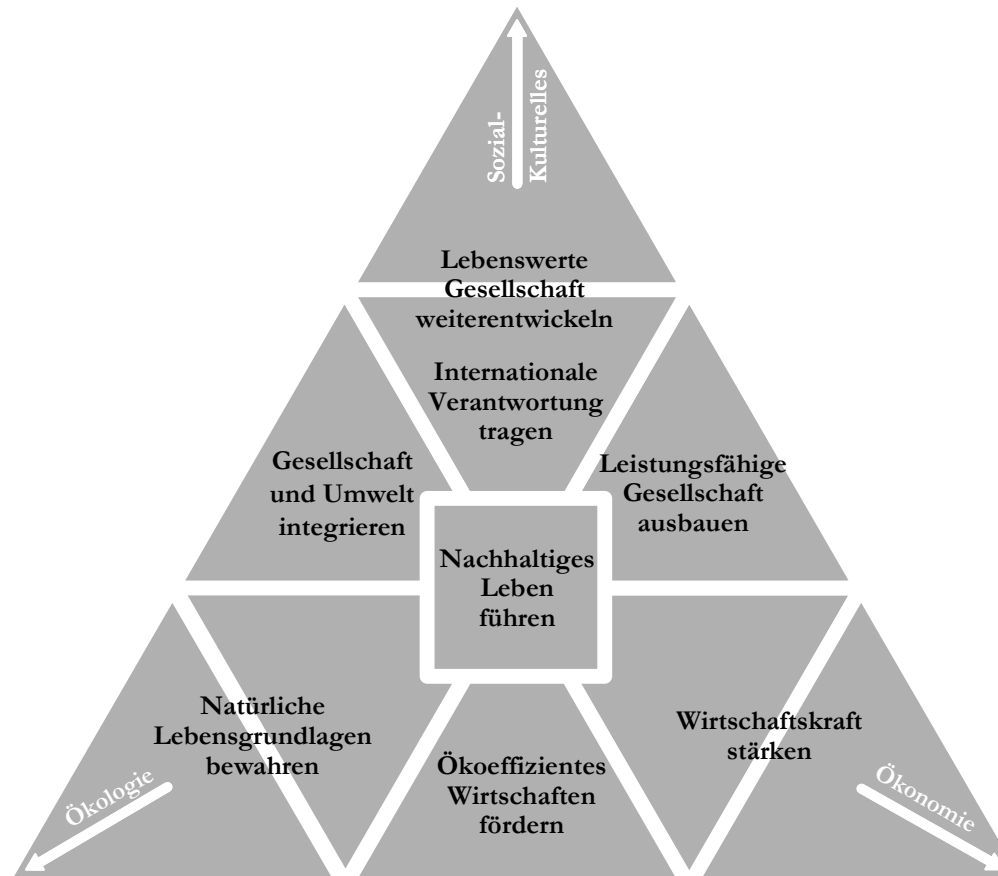 Sozial-
Kulturelles
Lebenswerte
Gesellschaft
weiterentwickeln
Internationale
Verantwortung
tragen
Gesellschaft
und Umwelt
integrieren
Leistungsfähige
Gesellschaft
ausbauen
Nachhaltiges
Leben
führen
Natürliche
Lebensgrundlagen
bewahren
Ökoeffizientes
Wirtschaften
fördern
Wirtschaftskraft
stärken
Ökologie
Ökonomie